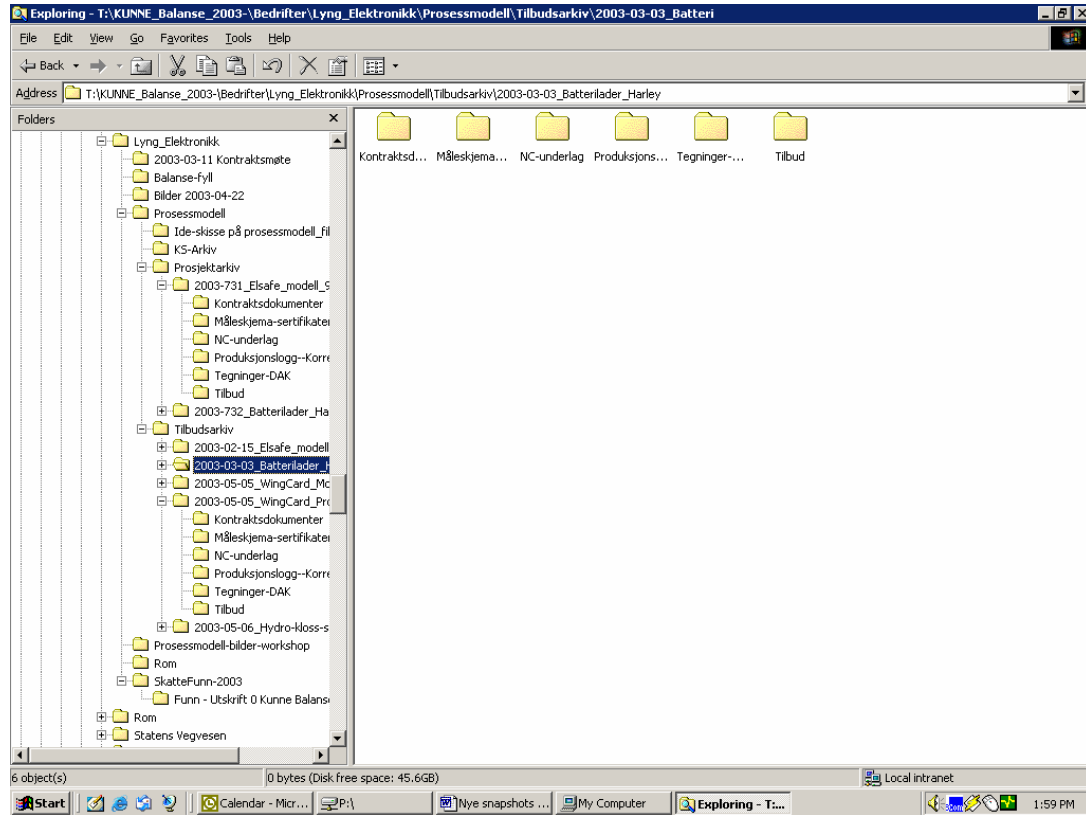 Exploring - T:\KUNNE_Balanse_2003-\Bedrifter\Lyng_Elektronikk\Prosessmodell\Tilbudsarkiv\2003-03-03_Batteri
File Edit View Go Favorites Tools Help
Back
Address T:\KUNNE_Balanse_2003-\Bedrifter\Lyng_Elektronikk\Prosessmodell\Tilbudsarkiv\2003-03-03_Batterilader_Harley
Folders
Lyng_Elektronikk
2003-03-11 Kontraktsmøte
Balanse-fyll
Bilder 2003-04-22
Prosessmodell
Ide-skisse på prosessmodell_fil
KS-Arkiv
Prosjektarkiv
2003-731_Elsafe_modell_9
Kontraktsdokumenter
Måleskjema-sertifikater
NC-underlag
Produksjonslogg--Korre
Tegninger-DAK
Tilbud
2003-732_Batterilader_Ha
Tilbudsarkiv
2003-02-15_Elsafe_modell
2003-03-03_Batterilader_H
2003-05-05_WingCard_Mo
2003-05-05_WingCard_Pro
Kontraktsdokumenter
Måleskjema-sertifikater
NC-underlag
Produksjonslogg--Korre
Tegninger-DAK
Tilbud
2003-05-06_Hydro-kloss-s
Prosessmodell-bilder-workshop
Rom
SkatteFunn-2003
Funn - Utskrift 0 Kunne Balans
Rom
Statens Vegvesen
Kontraktsd... Måleskjema... NC-underlag Produksjons... Tegninger-... Tilbud
6 object(s) 0 bytes (Disk free space: 45.6GB) Local intranet
Start Calendar - Micr... P:\ Nye snapshots ... My Computer Exploring - T:... 1:59 PM